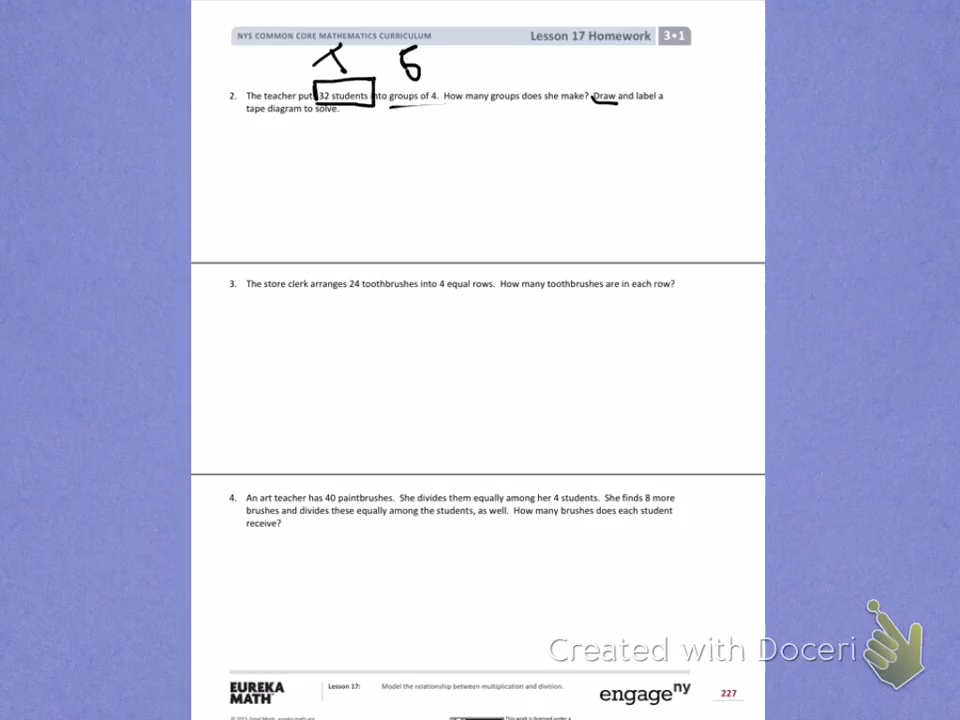 NYS COMMON CORE MATHEMATICS CURRICULUM Lesson 17 Homework 3•1
T S
2. The teacher put 32 students into groups of 4. How many groups does she make? Draw and label a
tape diagram to solve.
3. The store clerk arranges 24 toothbrushes into 4 equal rows. How many toothbrushes are in each row?
4. An art teacher has 40 paintbrushes. She divides them equally among her 4 students. She finds 8 more
brushes and divides these equally among the students, as well. How many brushes does each student
receive?
Created with Doceri
EUREKA
MATH
Lesson 17: Model the relationship between multiplication and division.
engage ny 227
This work is licensed under a